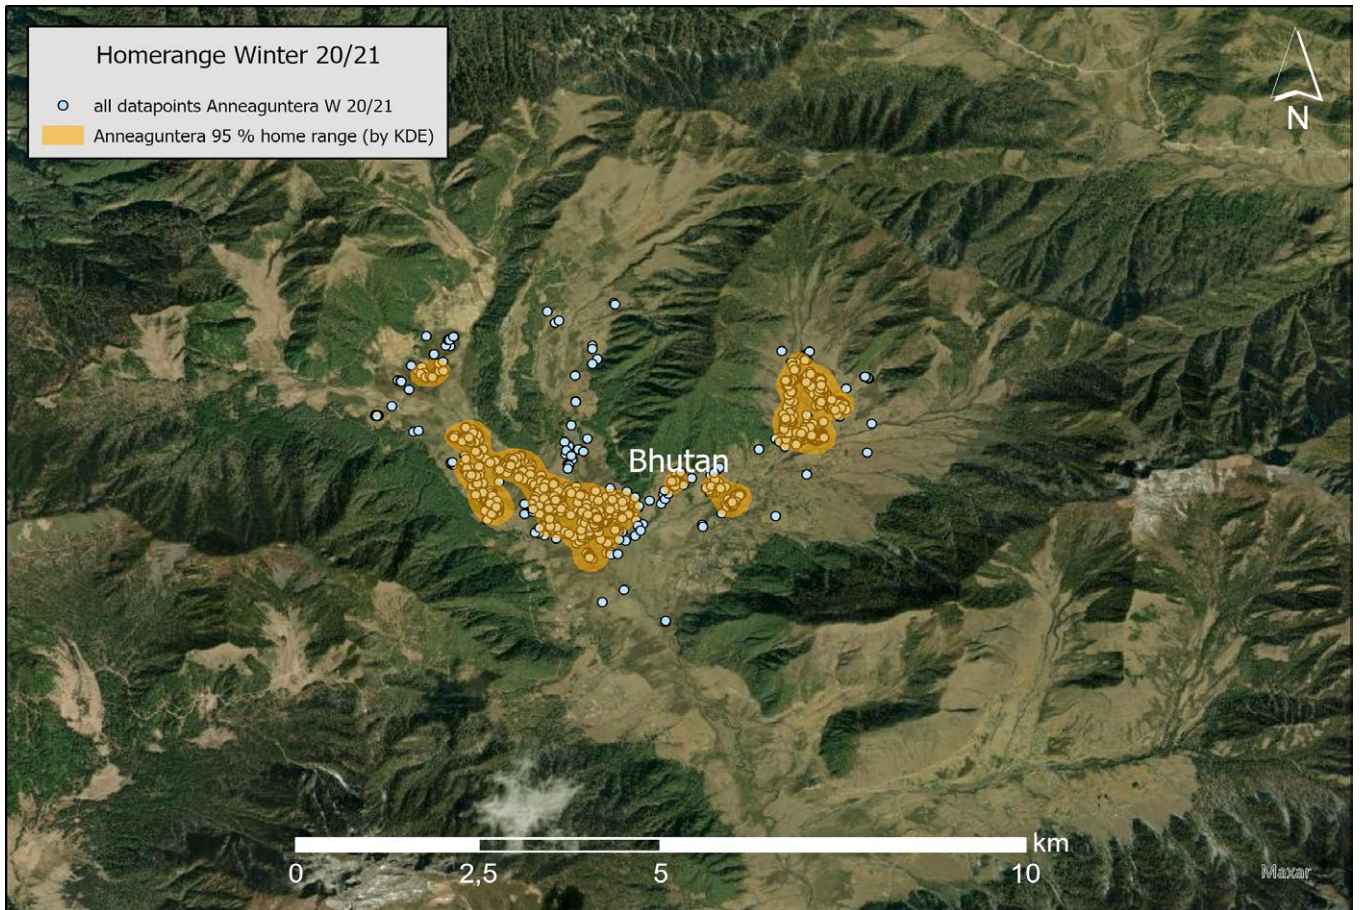 Homerange Winter 20/21
all datapoints Anneaguntera W 20/21
Anneaguntera 95 % home range (by KDE)
N
Bhutan
km
0 2,5 5 10
Maxar